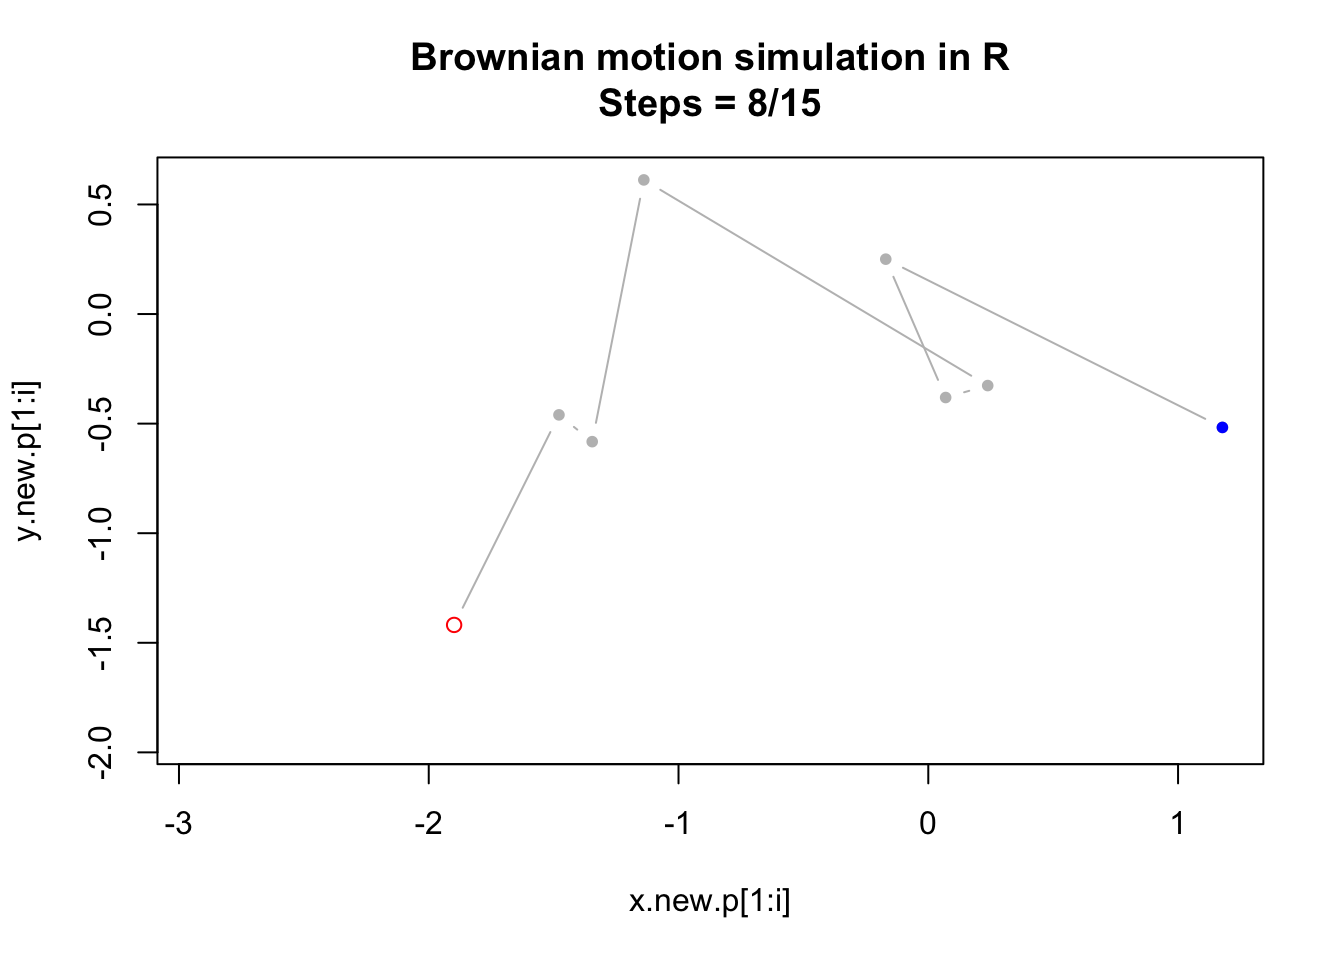 Brownian motion simulation in R
Steps = 8/15
y.new.p[1:i]
0.5
0.0
-0.5
-1.0
-1.5
-2.0
-3 -2 -1 0 1
x.new.p[1:i]